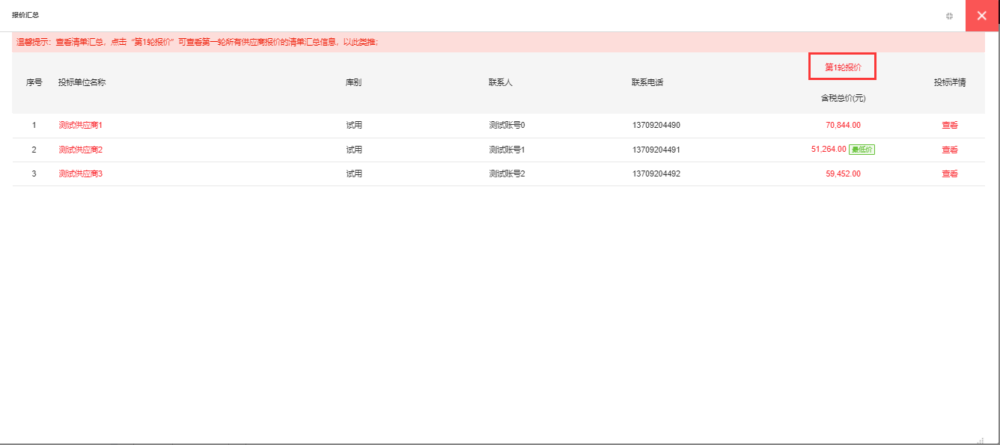 报价汇总
温馨提示：查看清单汇总，点击“第1轮报价”可查看第一轮所有供应商报价的清单汇总信息，以此类推；
序号 投标单位名称 库别 联系人 联系电话 第1轮报价 投标详情
含税总价(元)
1 测试供应商1 试用 测试账号0 13709204490 70,844.00 查看
2 测试供应商2 试用 测试账号1 13709204491 51,264.00 最低价 查看
3 测试供应商3 试用 测试账号2 13709204492 59,452.00 查看